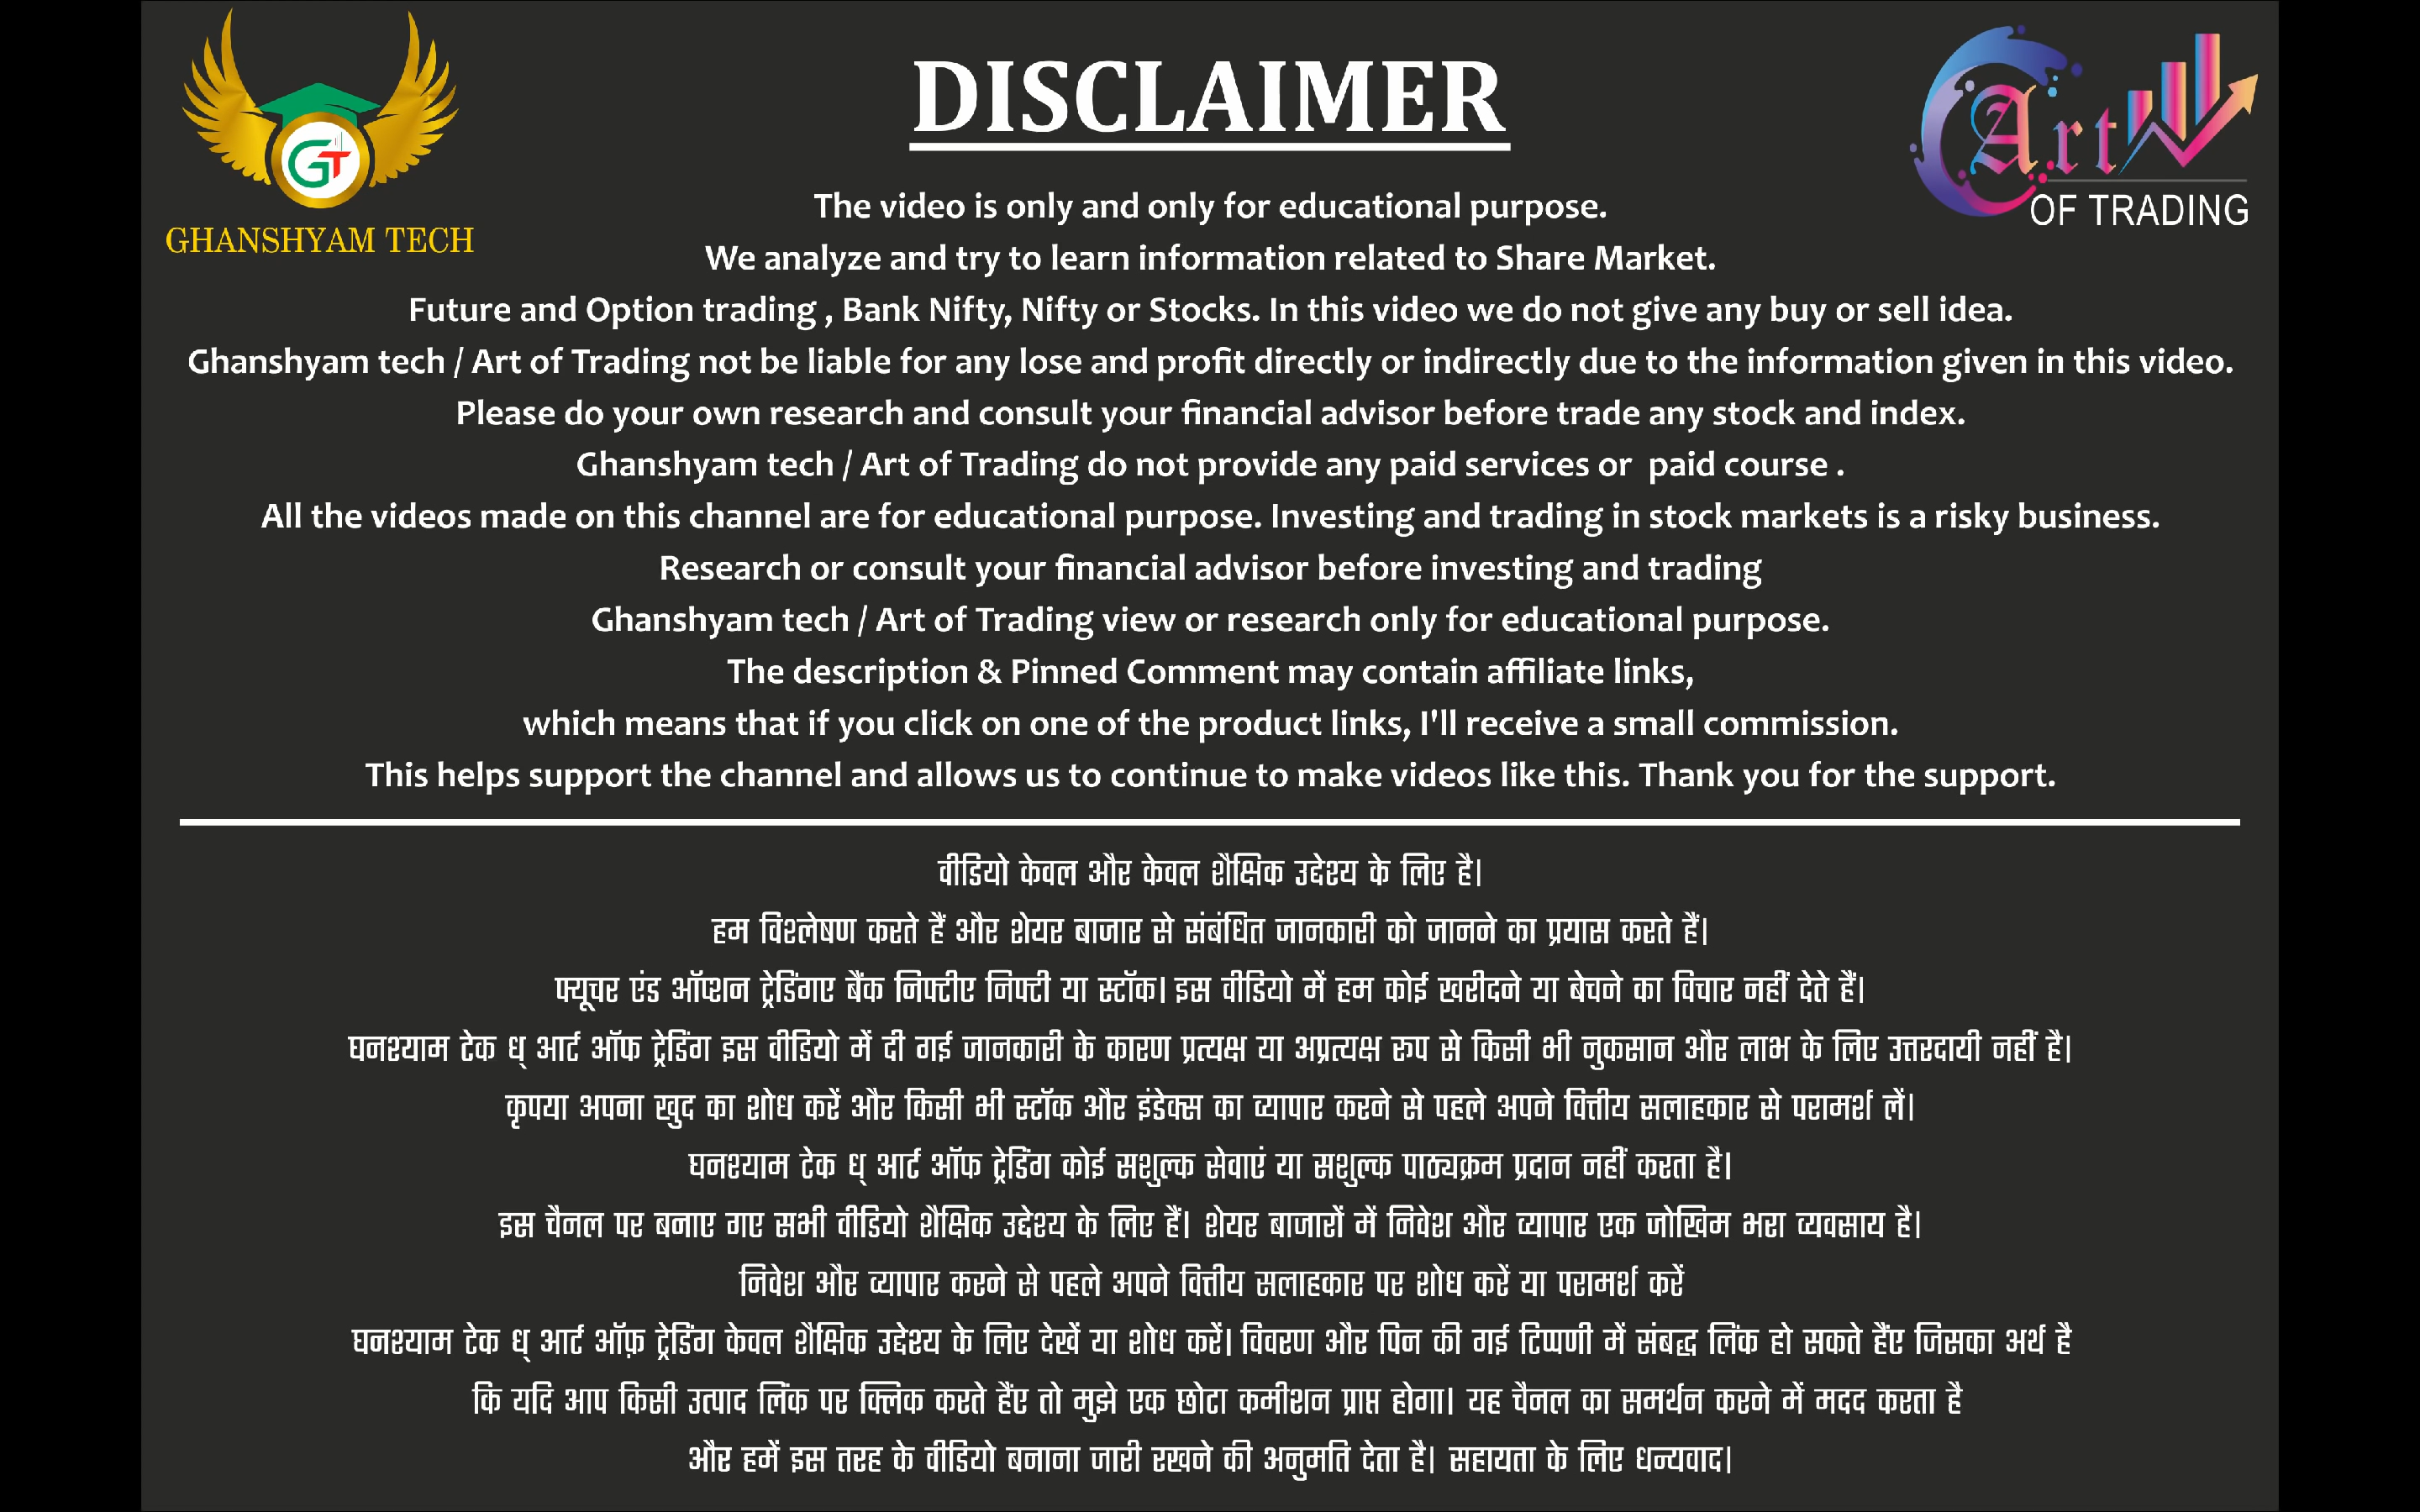 GT
GHANSHYAM TECH
DISCLAIMER
Art
OF TRADING
The video is only and only for educational purpose.
We analyze and try to learn information related to Share Market.
Future and Option trading , Bank Nifty, Nifty or Stocks. In this video we do not give any buy or sell idea.
Ghanshyam tech / Art of Trading not be liable for any lose and profit directly or indirectly due to the information given in this video.
Please do your own research and consult your financial advisor before trade any stock and index.
Ghanshyam tech / Art of Trading do not provide any paid services or paid course .
All the videos made on this channel are for educational purpose. Investing and trading in stock markets is a risky business.
Research or consult your financial advisor before investing and trading
Ghanshyam tech / Art of Trading view or research only for educational purpose.
The description & Pinned Comment may contain affiliate links,
which means that if you click on one of the product links, I'll receive a small commission.
This helps support the channel and allows us to continue to make videos like this. Thank you for the support.
वीडियो केवल और केवल शैक्षिक उद्देश्य के लिए है।
हम विश्लेषण करते हैं और शेयर बाजार से संबंधित जानकारी को जानने का प्रयास करते हैं।
फ्यूचर एंड ऑप्शन ट्रेडिंगए बैंक निफ्टीए निफ्टी या स्टॉक। इस वीडियो में हम कोई खरीदने या बेचने का विचार नहीं देते हैं।
घनश्याम टेक ध् आर्ट ऑफ ट्रेडिंग इस वीडियो में दी गई जानकारी के कारण प्रत्यक्ष या अप्रत्यक्ष रूप से किसी भी नुकसान और लाभ के लिए उत्तरदायी नहीं है।
कृपया अपना खुद का शोध करें और किसी भी स्टॉक और इंडेक्स का व्यापार करने से पहले अपने वित्तीय सलाहकार से परामर्श लें।
घनश्याम टेक ध् आर्ट ऑफ ट्रेडिंग कोई सशुल्क सेवाएं या सशुल्क पाठ्यक्रम प्रदान नहीं करता है।
इस चैनल पर बनाए गए सभी वीडियो शैक्षिक उद्देश्य के लिए हैं। शेयर बाजारों में निवेश और व्यापार एक जोखिम भरा व्यवसाय है।
निवेश और व्यापार करने से पहले अपने वित्तीय सलाहकार पर शोध करें या परामर्श करें
घनश्याम टेक ध् आर्ट ऑफ़ ट्रेडिंग केवल शैक्षिक उद्देश्य के लिए देखें या शोध करें। विवरण और पिन की गई टिप्पणी में संबद्ध लिंक हो सकते हैंए जिसका अर्थ है
कि यदि आप किसी उत्पाद लिंक पर क्लिक करते हैंए तो मुझे एक छोटा कमीशन प्राप्त होगा। यह चैनल का समर्थन करने में मदद करता है
और हमें इस तरह के वीडियो बनाना जारी रखने की अनुमति देता है। सहायता के लिए धन्यवाद।